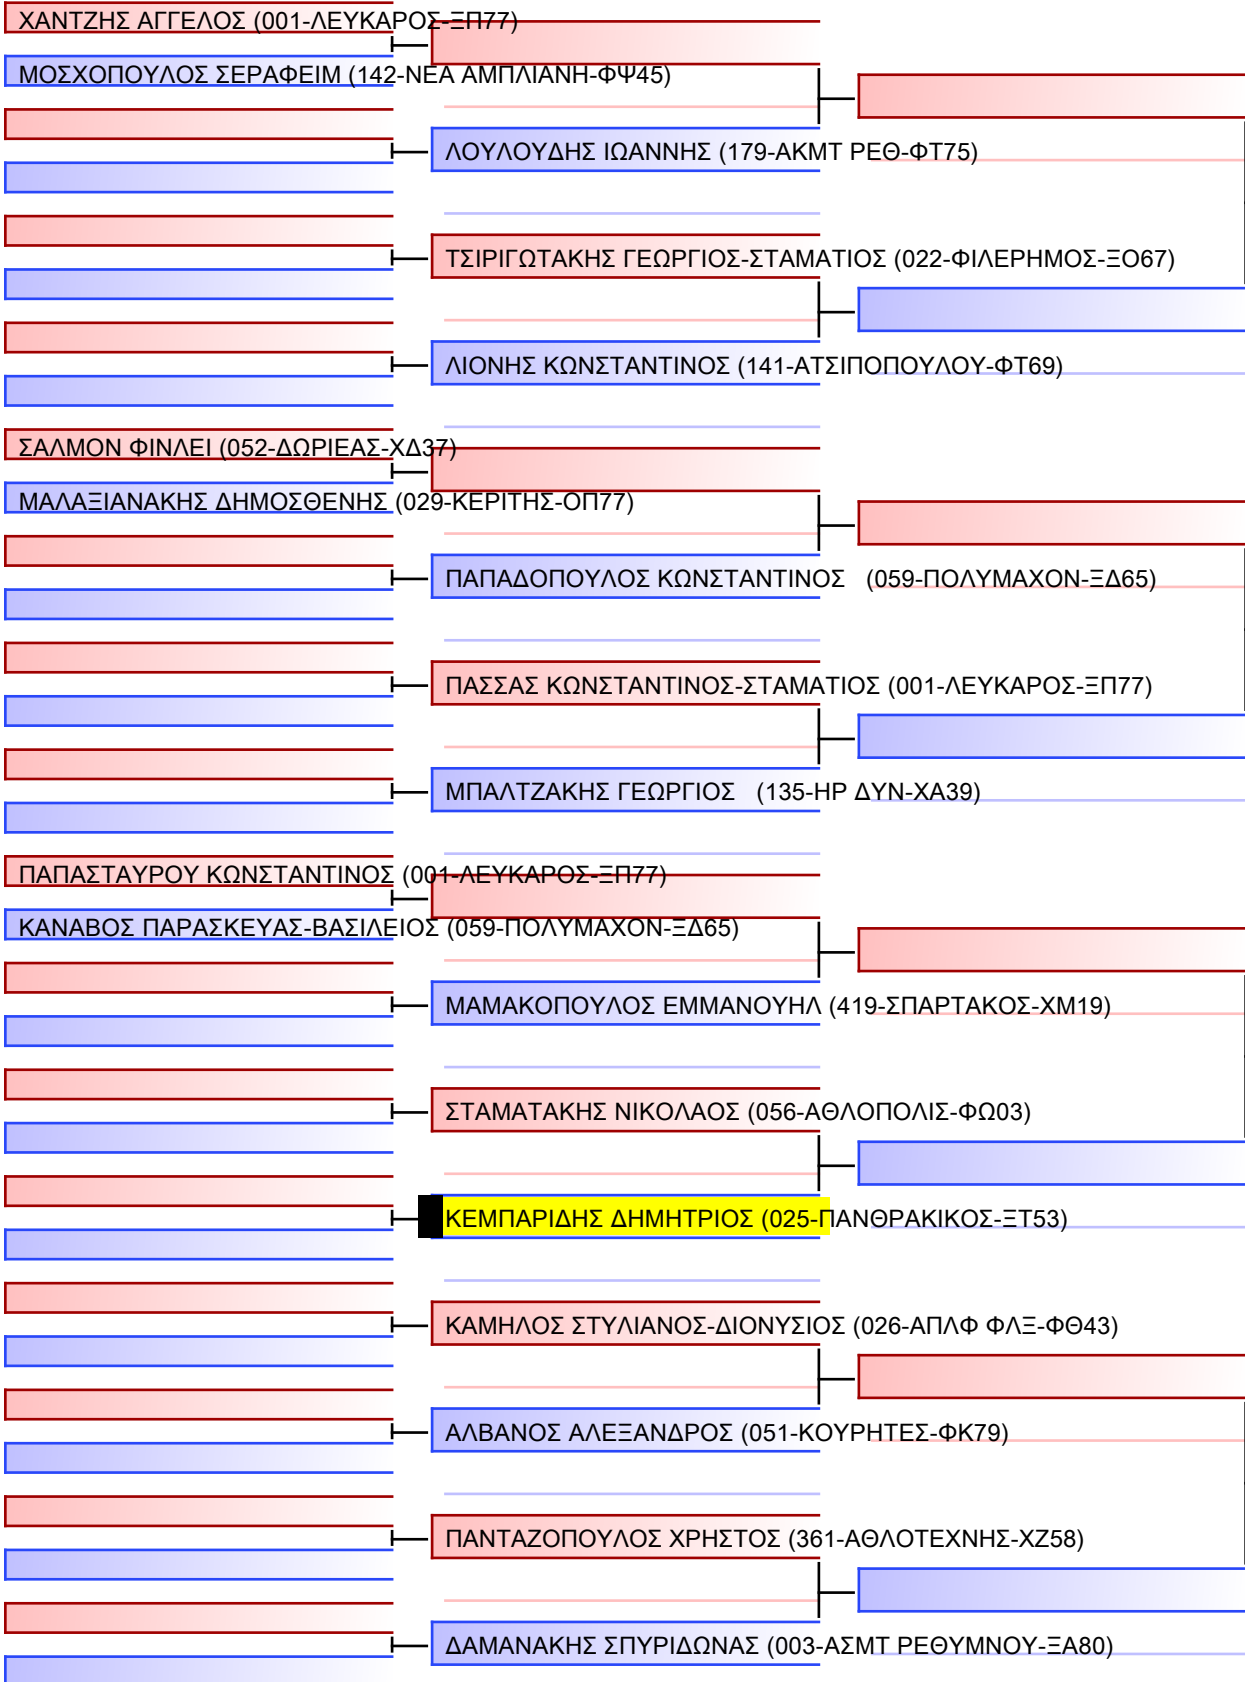 ΧΑΝΤΖΗΣ ΑΓΓΕΛΟΣ (001-ΛΕΥΚΑΡΟΣ-ΞΠ77)
ΜΟΣΧΟΠΟΥΛΟΣ ΣΕΡΑΦΕΙΜ (142-ΝΕΑ ΑΜΠΛΙΑΝΗ-ΦΨ45)
ΛΟΥΛΟΥΔΗΣ ΙΩΑΝΝΗΣ (179-ΑΚΜΤ ΡΕΘ-ΦΤ75)
ΤΣΙΡΙΓΩΤΑΚΗΣ ΓΕΩΡΓΙΟΣ-ΣΤΑΜΑΤΙΟΣ (022-ΦΙΛΕΡΗΜΟΣ-ΞΟ67)
ΛΙΟΝΗΣ ΚΩΝΣΤΑΝΤΙΝΟΣ (141-ΑΤΣΙΠΟΠΟΥΛΟΥ-ΦΤ69)
ΣΑΛΜΟΝ ΦΙΝΛΕΙ (052-ΔΩΡΙΕΑΣ-ΧΔ37)
ΜΑΛΑΞΙΑΝΑΚΗΣ ΔΗΜΟΣΘΕΝΗΣ (029-ΚΕΡΙΤΗΣ-ΟΠ77)
ΠΑΠΑΔΟΠΟΥΛΟΣ ΚΩΝΣΤΑΝΤΙΝΟΣ (059-ΠΟΛΥΜΑΧΟΝ-ΞΔ65)
ΠΑΣΣΑΣ ΚΩΝΣΤΑΝΤΙΝΟΣ-ΣΤΑΜΑΤΙΟΣ (001-ΛΕΥΚΑΡΟΣ-ΞΠ77)
ΜΠΑΛΤΖΑΚΗΣ ΓΕΩΡΓΙΟΣ (135-ΗΡ ΔΥΝ-ΧΑ39)
ΠΑΠΑΣΤΑΥΡΟΥ ΚΩΝΣΤΑΝΤΙΝΟΣ (001-ΛΕΥΚΑΡΟΣ-ΞΠ77)
ΚΑΝΑΒΟΣ ΠΑΡΑΣΚΕΥΑΣ-ΒΑΣΙΛΕΙΟΣ (059-ΠΟΛΥΜΑΧΟΝ-ΞΔ65)
ΜΑΜΑΚΟΠΟΥΛΟΣ ΕΜΜΑΝΟΥΗΛ (419-ΣΠΑΡΤΑΚΟΣ-ΧΜ19)
ΣΤΑΜΑΤΑΚΗΣ ΝΙΚΟΛΑΟΣ (056-ΑΘΛΟΠΟΛΙΣ-ΦΩ03)
ΚΕΜΠΑΡΙΔΗΣ ΔΗΜΗΤΡΙΟΣ (025-ΠΑΝΘΡΑΚΙΚΟΣ-ΞΤ53)
ΚΑΜΗΛΟΣ ΣΤΥΛΙΑΝΟΣ-ΔΙΟΝΥΣΙΟΣ (026-ΑΠΛΦ ΦΛΞ-ΦΘ43)
ΑΛΒΑΝΟΣ ΑΛΕΞΑΝΔΡΟΣ (051-ΚΟΥΡΗΤΕΣ-ΦΚ79)
ΠΑΝΤΑΖΟΠΟΥΛΟΣ ΧΡΗΣΤΟΣ (361-ΑΘΛΟΤΕΧΝΗΣ-ΧΖ58)
ΔΑΜΑΝΑΚΗΣ ΣΠΥΡΙΔΩΝΑΣ (003-ΑΣΜΤ ΡΕΘΥΜΝΟΥ-ΞΑ80)